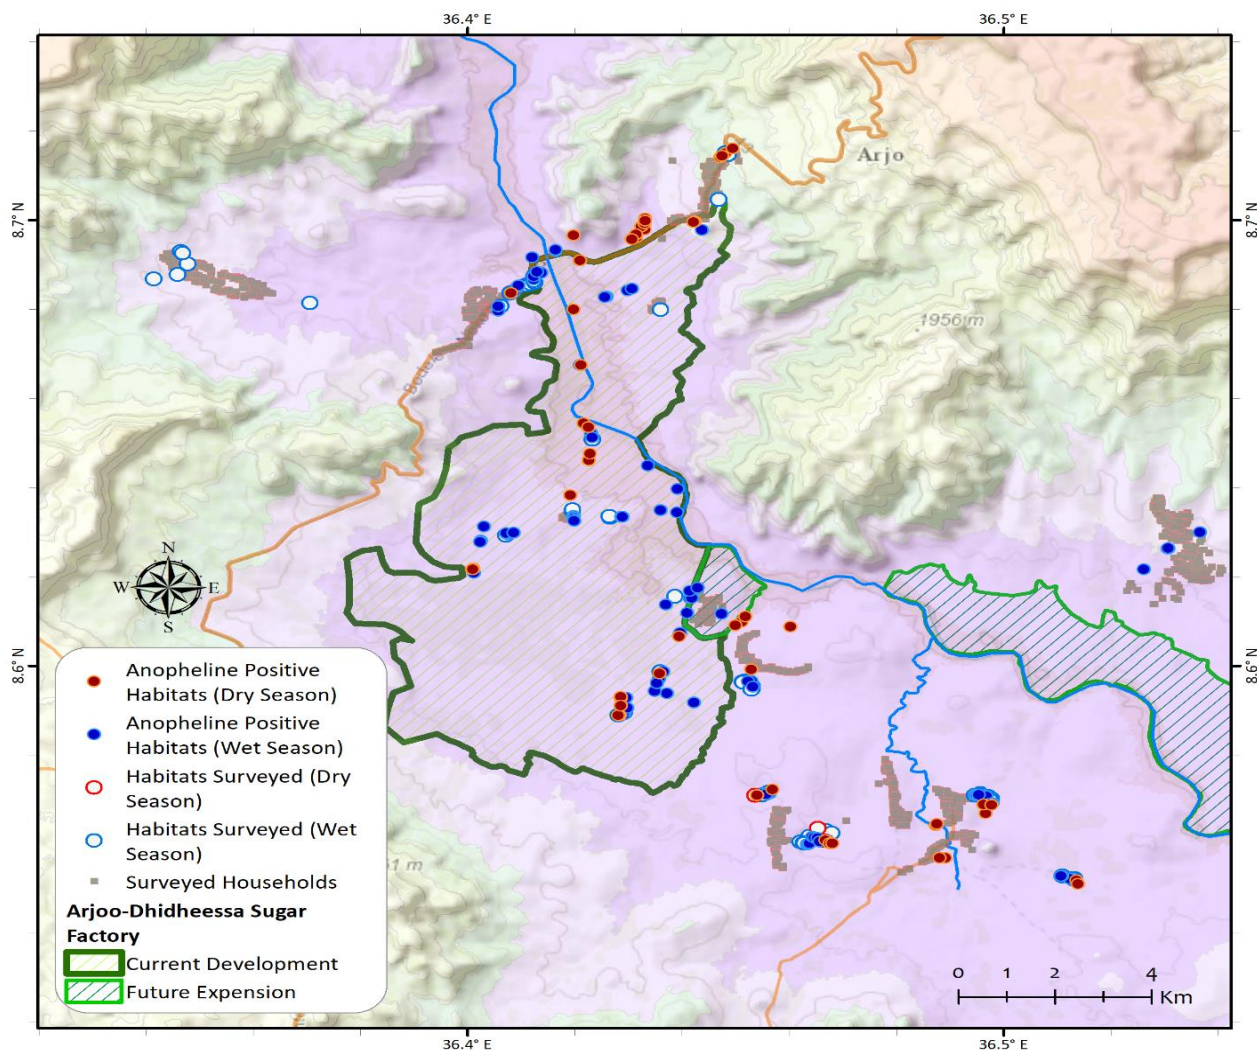 36.4° E
36.5° E
8.7° N
8.7° N
Arjo
1956 m
N
W
E
S
8.6° N
8.6° N
Anopheline Positive
Habitats (Dry Season)
Anopheline Positive
Habitats (Wet Season)
Habitats Surveyed (Dry
Season)
Habitats Surveyed (Wet
Season)
Surveyed Households
Arjoo-Dhidheessa Sugar
Factory
Current Development
Future Expension
0 1 2 4
Km
36.4° E
36.5° E